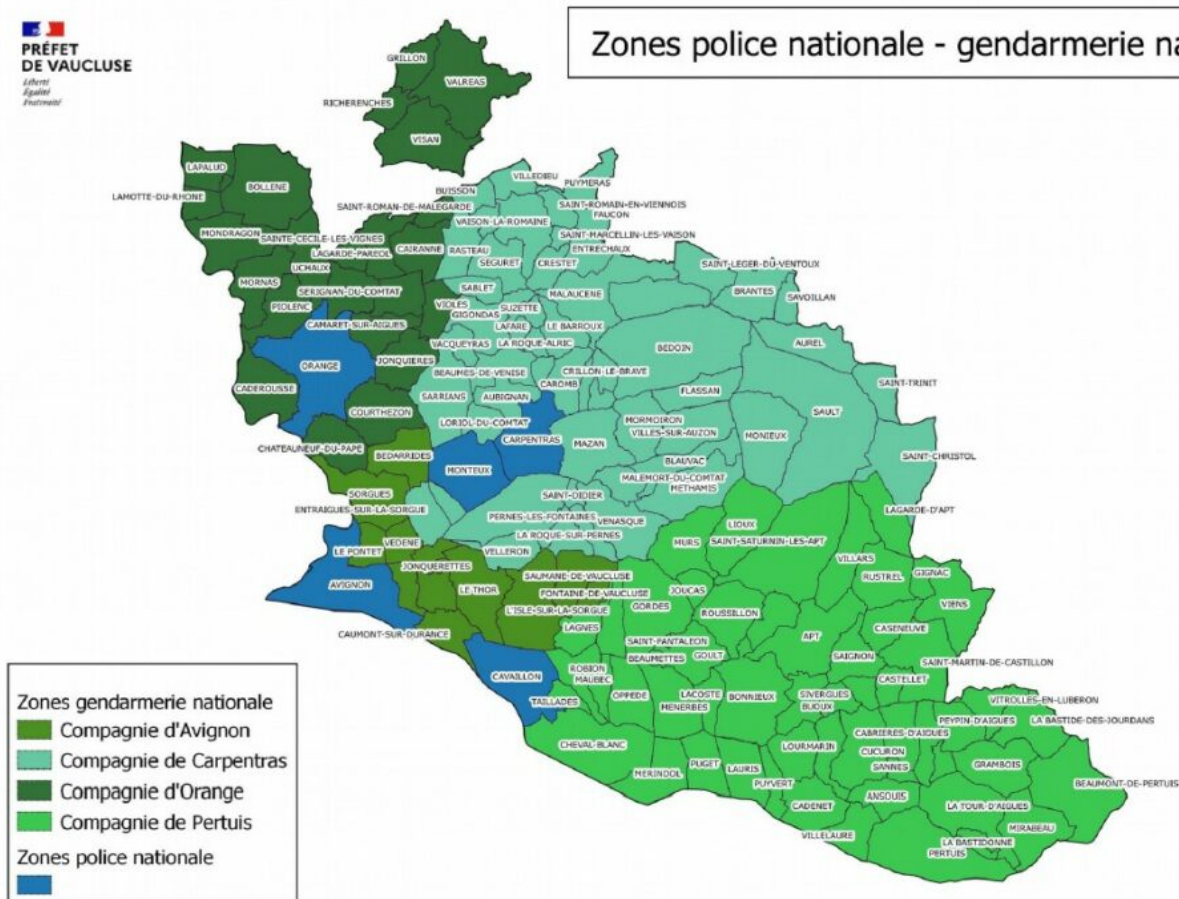 PRÉFET
DE VAUCLUSE
Liberté
Égalité
Fraternité
Zones police nationale - gendarmerie na
GRILLON
VALREAS
RICHERENCHES
VISAN
LAPALUD
BOLLENE
LAMOTTE-DU-RHONE
BUISSON
VILLEDIEU
PUYMERAS
SAINT-ROMAN-DE-MALEGARDE
SAINT-ROMAIN-EN-VIENNOIS
FAUCON
VAISON-LA-ROMAINE
MONDRAGON
SAINTE-CECILE-LES-VIGNES
SAINT-MARCELLIN-LES-VAISON
LAGARDE-PAREOL
CAIRANNE
RASTEAU
ENTRECHAUX
UCHAUX
SEGURET
CRESTET
SAINT-LEGER-DU-VENTOUX
MORNAS
SERIGNAN-DU-COMTAT
SABLET
MALAUCENE
BRANTES
SAVOILLAN
PIOLENC
VIOLES
GIGONDAS
SUZETTE
CAMARET-SUR-AIGUES
LAFARE
LE BARROUX
ORANGE
JONQUIERES
VACQUEYRAS
LA ROQUE-ALRIC
BEDOIN
AUREL
CADEROUSSE
BEAUMES-DE-VENISE
CRILLON-LE-BRAVE
CAROMB
FLASSAN
SAINT-TRINIT
SARRIANS
AUBIGNAN
COURTHEZON
LORIOL-DU-COMTAT
MORMOIRON
SAULT
CHATEAUNEUF-DU-PAPE
CARPENTRAS
MAZAN
VILLES-SUR-AUZON
MONIEUX
BEDARRIDES
MONTEUX
BLAUVAC
SAINT-CHRISTOL
MALEMORT-DU-COMTAT
METHAMIS
SORGUES
SAINT-DIDIER
ENTRAIGUES-SUR-LA-SORGUE
PERNES-LES-FONTAINES
VENASQUE
LAGARDE-D'APT
LE PONTET
VEDENE
LA ROQUE-SUR-PERNES
LIOUX
VELLERON
MURS
SAINT-SATURNIN-LES-APT
VILLARS
JONQUERETTES
SAUMANE-DE-VAUCLUSE
RUSTREL
GIGNAC
AVIGNON
LE THOR
FONTAINE-DE-VAUCLUSE
JOUCAS
VIENS
L'ISLE-SUR-LA-SORGUE
GORDES
ROUSSILLON
CAUMONT-SUR-DURANCE
LAGNES
SAINT-PANTALEON
APT
CASENEUVE
CAVAILLON
ROBION
BEAUMETTES
GOULT
SAIGNON
SAINT-MARTIN-DE-CASTILLON
MAUBEC
CASTELLET
TAILLADES
OPPEDE
LACOSTE
BONNIEUX
SIVERGUES
VITROLLES-EN-LUBERON
MENERBES
BUOUX
PEYPIN-D'AIGUES
LA BASTIDE-DES-JOURDANS
CHEVAL-BLANC
LOURMARIN
CABRIERES-D'AIGUES
CUCURON
MERINDOL
PUGET
LAURIS
SANNES
GRAMBOIS
PUYVERT
ANSOUIS
BEAUMONT-DE-PERTUIS
CADENET
LA TOUR-D'AIGUES
VILLELAURE
MIRABEAU
LA BASTIDONNE
PERTUIS
Zones gendarmerie nationale
Compagnie d'Avignon
Compagnie de Carpentras
Compagnie d'Orange
Compagnie de Pertuis
Zones police nationale